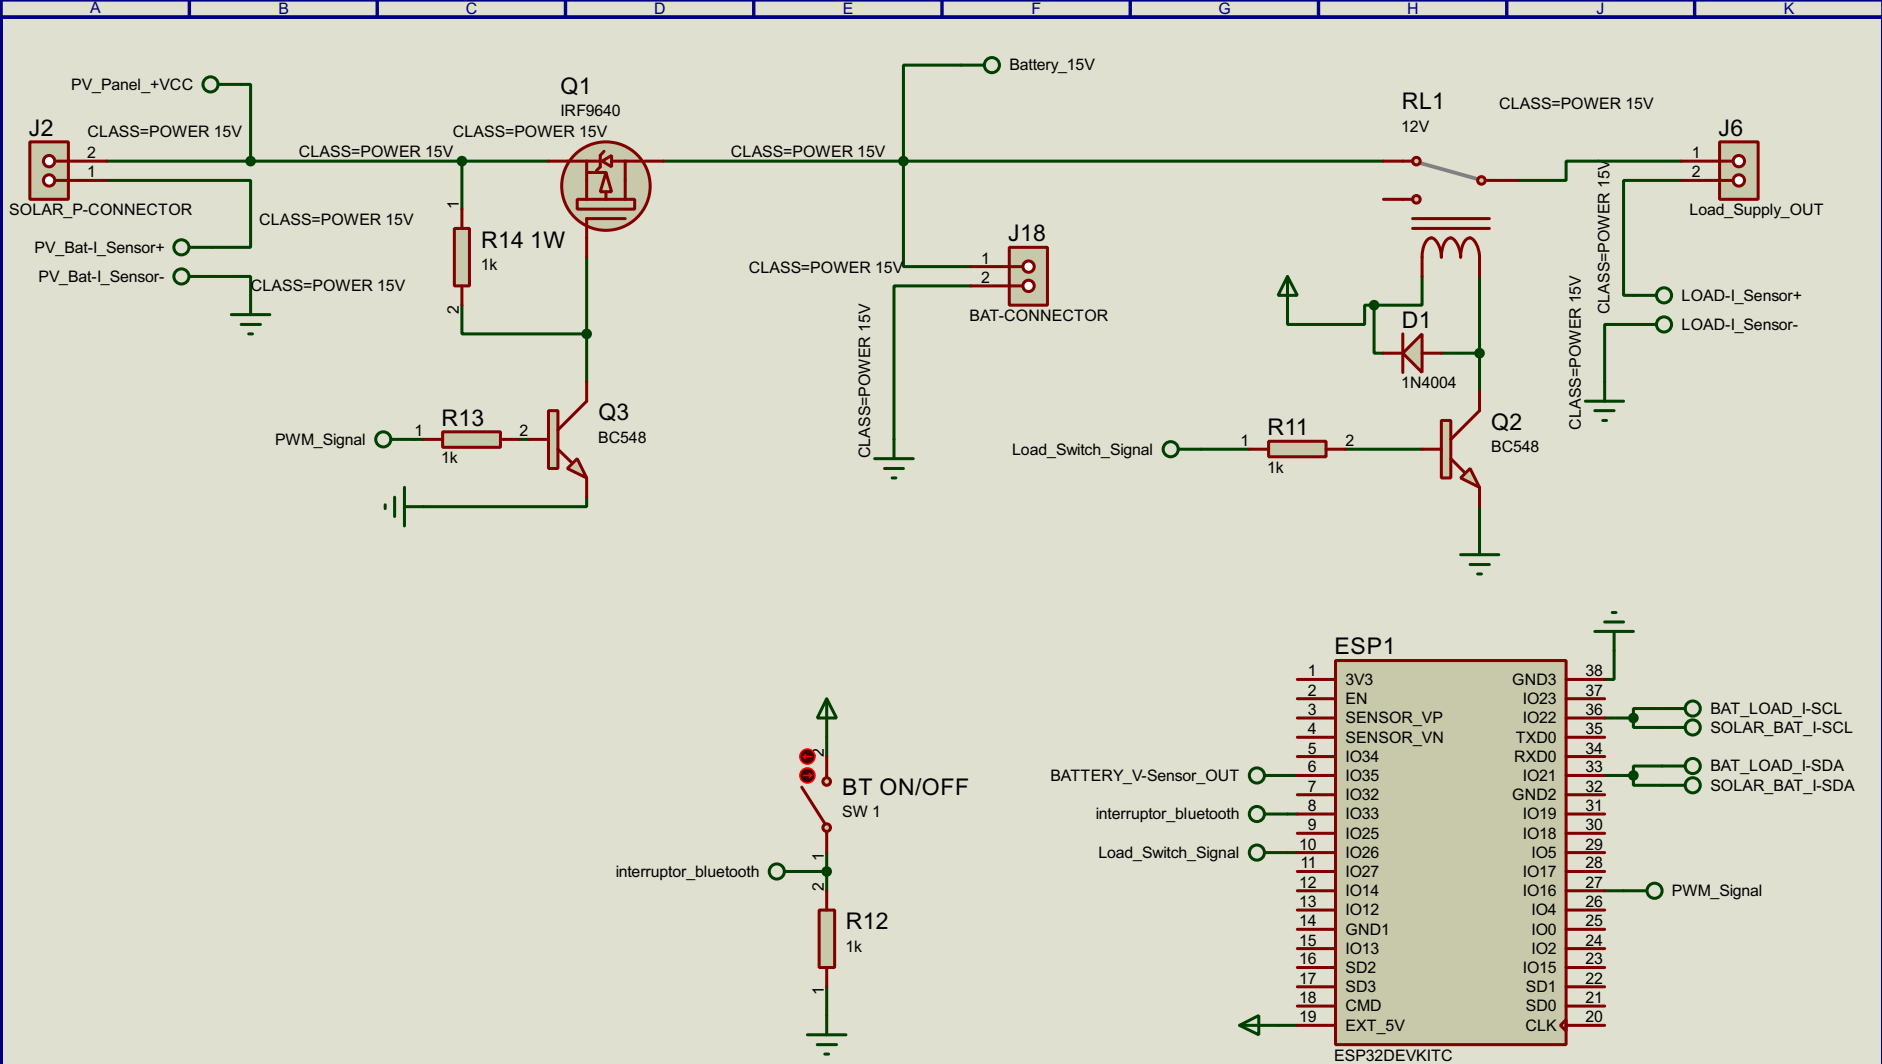 A B C D E F G H J K
PV_Panel_+VCC
J2
CLASS=POWER 15V
2
1
SOLAR_P-CONNECTOR
CLASS=POWER 15V
CLASS=POWER 15V
PV_Bat-I_Sensor+
PV_Bat-I_Sensor-
CLASS=POWER 15V
Q1
IRF9640
CLASS=POWER 15V
1
R14 1W
1k
2
PWM_Signal
1
R13
2
1k
Q3
BC548
CLASS=POWER 15V
Battery_15V
CLASS=POWER 15V
J18
1
2
BAT-CONNECTOR
CLASS=POWER 15V
RL1
12V
CLASS=POWER 15V
J6
1
2
Load_Supply_OUT
CLASS=POWER 15V
CLASS=POWER 15V
LOAD-I_Sensor+
LOAD-I_Sensor-
D1
1N4004
Load_Switch_Signal
1
R11
2
1k
Q2
BC548
2
BT ON/OFF
SW 1
1
interruptor_bluetooth
2
R12
1k
1
ESP1
1 3V3 GND3 38
2 EN IO23 37
3 SENSOR_VP IO22 36
4 SENSOR_VN TXD0 35
5 IO34 RXD0 34
6 IO35 IO21 33
7 IO32 GND2 32
8 IO33 IO19 31
9 IO25 IO18 30
10 IO26 IO5 29
11 IO27 IO17 28
12 IO14 IO16 27
13 IO12 IO4 26
14 GND1 IO0 25
15 IO13 IO2 24
16 SD2 IO15 23
17 SD3 SD1 22
18 CMD SD0 21
19 EXT_5V CLK 20
ESP32DEVKITC
BATTERY_V-Sensor_OUT
interruptor_bluetooth
Load_Switch_Signal
BAT_LOAD_I-SCL
SOLAR_BAT_I-SCL
BAT_LOAD_I-SDA
SOLAR_BAT_I-SDA
PWM_Signal